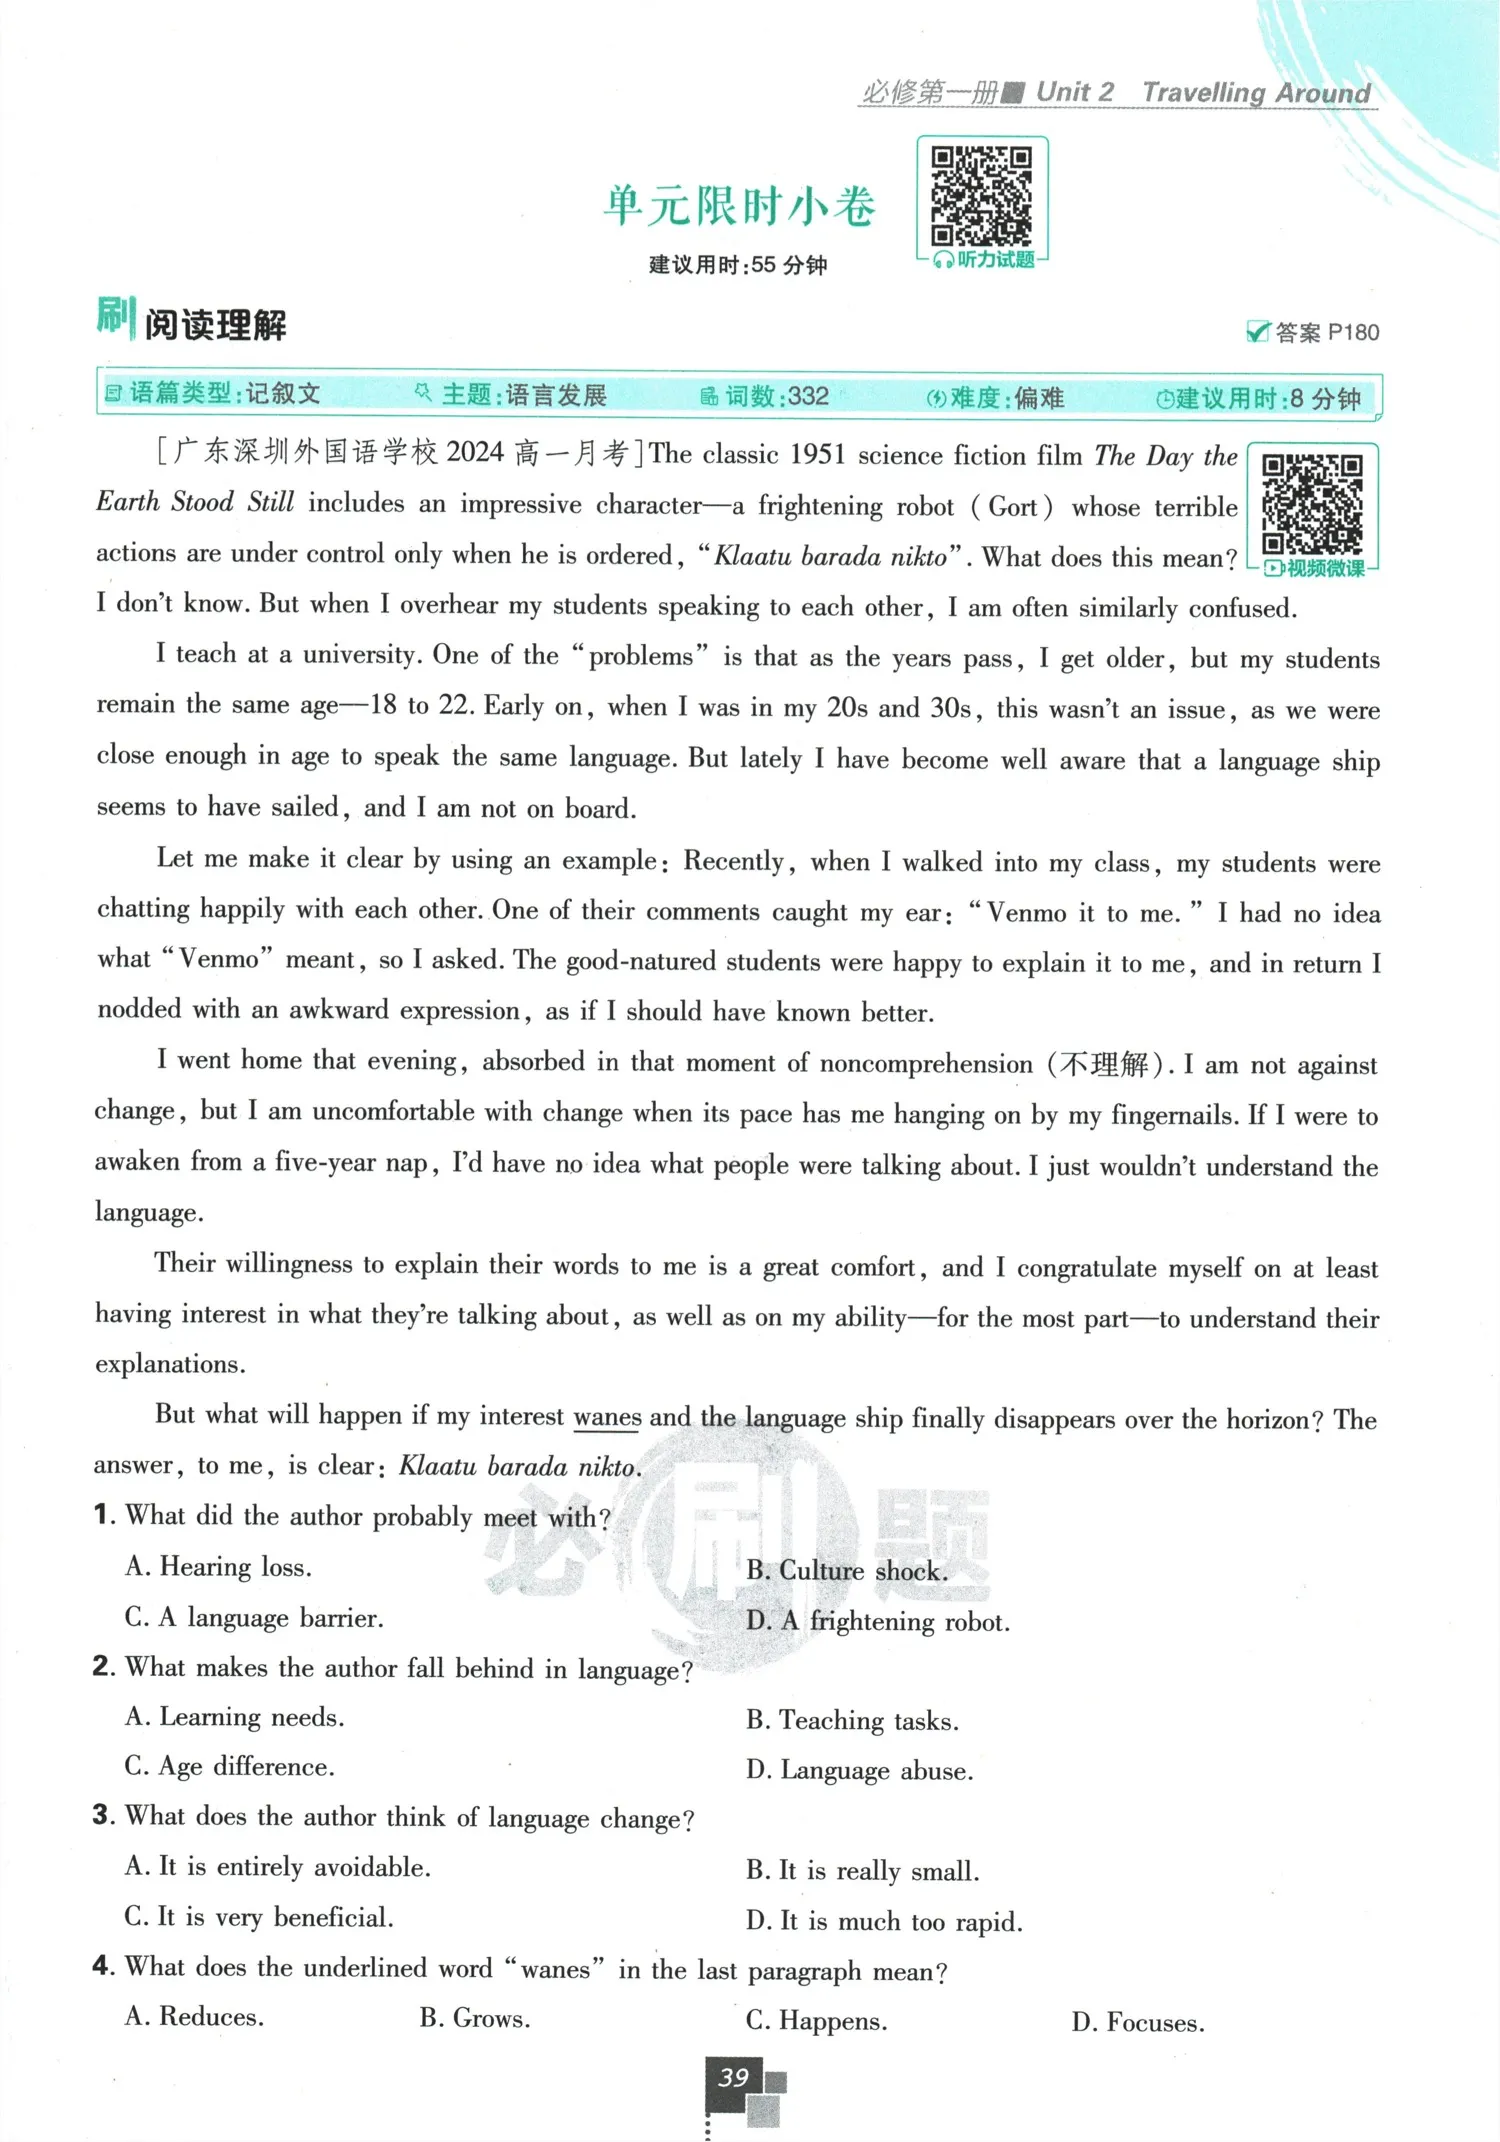 必修第一册 Unit 2 Travelling Around
单元限时小卷
建议用时:55 分钟
听力试题
刷 阅读理解
答案 P180
语篇类型:记叙文 主题:语言发展 词数:332 难度:偏难 建议用时:8 分钟
[广东深圳外国语学校 2024 高一月考]The classic 1951 science fiction film The Day the
Earth Stood Still includes an impressive character—a frightening robot (Gort) whose terrible
actions are under control only when he is ordered, “Klaatu barada nikto”. What does this mean?
视频微课
I don't know. But when I overhear my students speaking to each other, I am often similarly confused.
I teach at a university. One of the “problems” is that as the years pass, I get older, but my students
remain the same age—18 to 22. Early on, when I was in my 20s and 30s, this wasn't an issue, as we were
close enough in age to speak the same language. But lately I have become well aware that a language ship
seems to have sailed, and I am not on board.
Let me make it clear by using an example: Recently, when I walked into my class, my students were
chatting happily with each other. One of their comments caught my ear: “Venmo it to me.” I had no idea
what “Venmo” meant, so I asked. The good-natured students were happy to explain it to me, and in return I
nodded with an awkward expression, as if I should have known better.
I went home that evening, absorbed in that moment of noncomprehension (不理解). I am not against
change, but I am uncomfortable with change when its pace has me hanging on by my fingernails. If I were to
awaken from a five-year nap, I'd have no idea what people were talking about. I just wouldn't understand the
language.
Their willingness to explain their words to me is a great comfort, and I congratulate myself on at least
having interest in what they're talking about, as well as on my ability—for the most part—to understand their
explanations.
But what will happen if my interest wanes and the language ship finally disappears over the horizon? The
answer, to me, is clear: Klaatu barada nikto.
必刷题
1. What did the author probably meet with?
A. Hearing loss. B. Culture shock.
C. A language barrier. D. A frightening robot.
2. What makes the author fall behind in language?
A. Learning needs. B. Teaching tasks.
C. Age difference. D. Language abuse.
3. What does the author think of language change?
A. It is entirely avoidable. B. It is really small.
C. It is very beneficial. D. It is much too rapid.
4. What does the underlined word “wanes” in the last paragraph mean?
A. Reduces. B. Grows. C. Happens. D. Focuses.
39